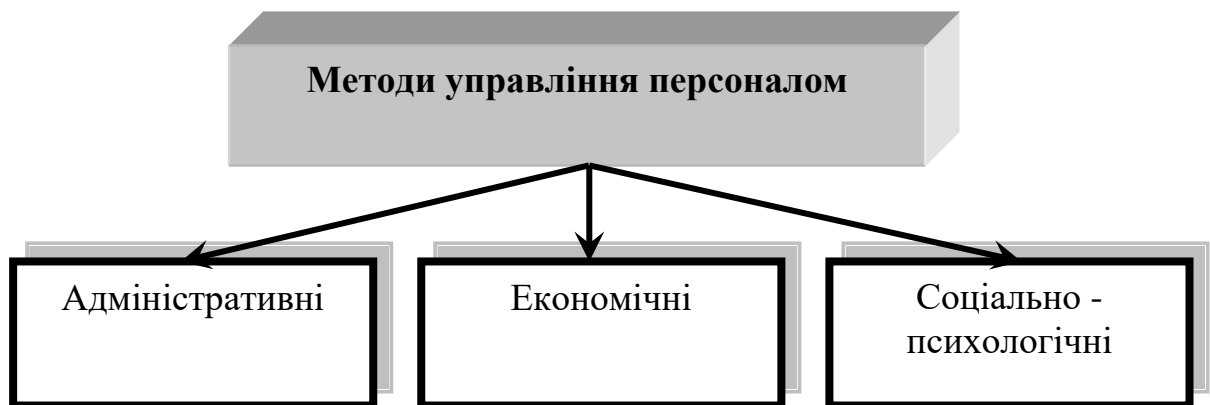 Методи управління персоналом
Адміністративні
Економічні
Соціально -
психологічні